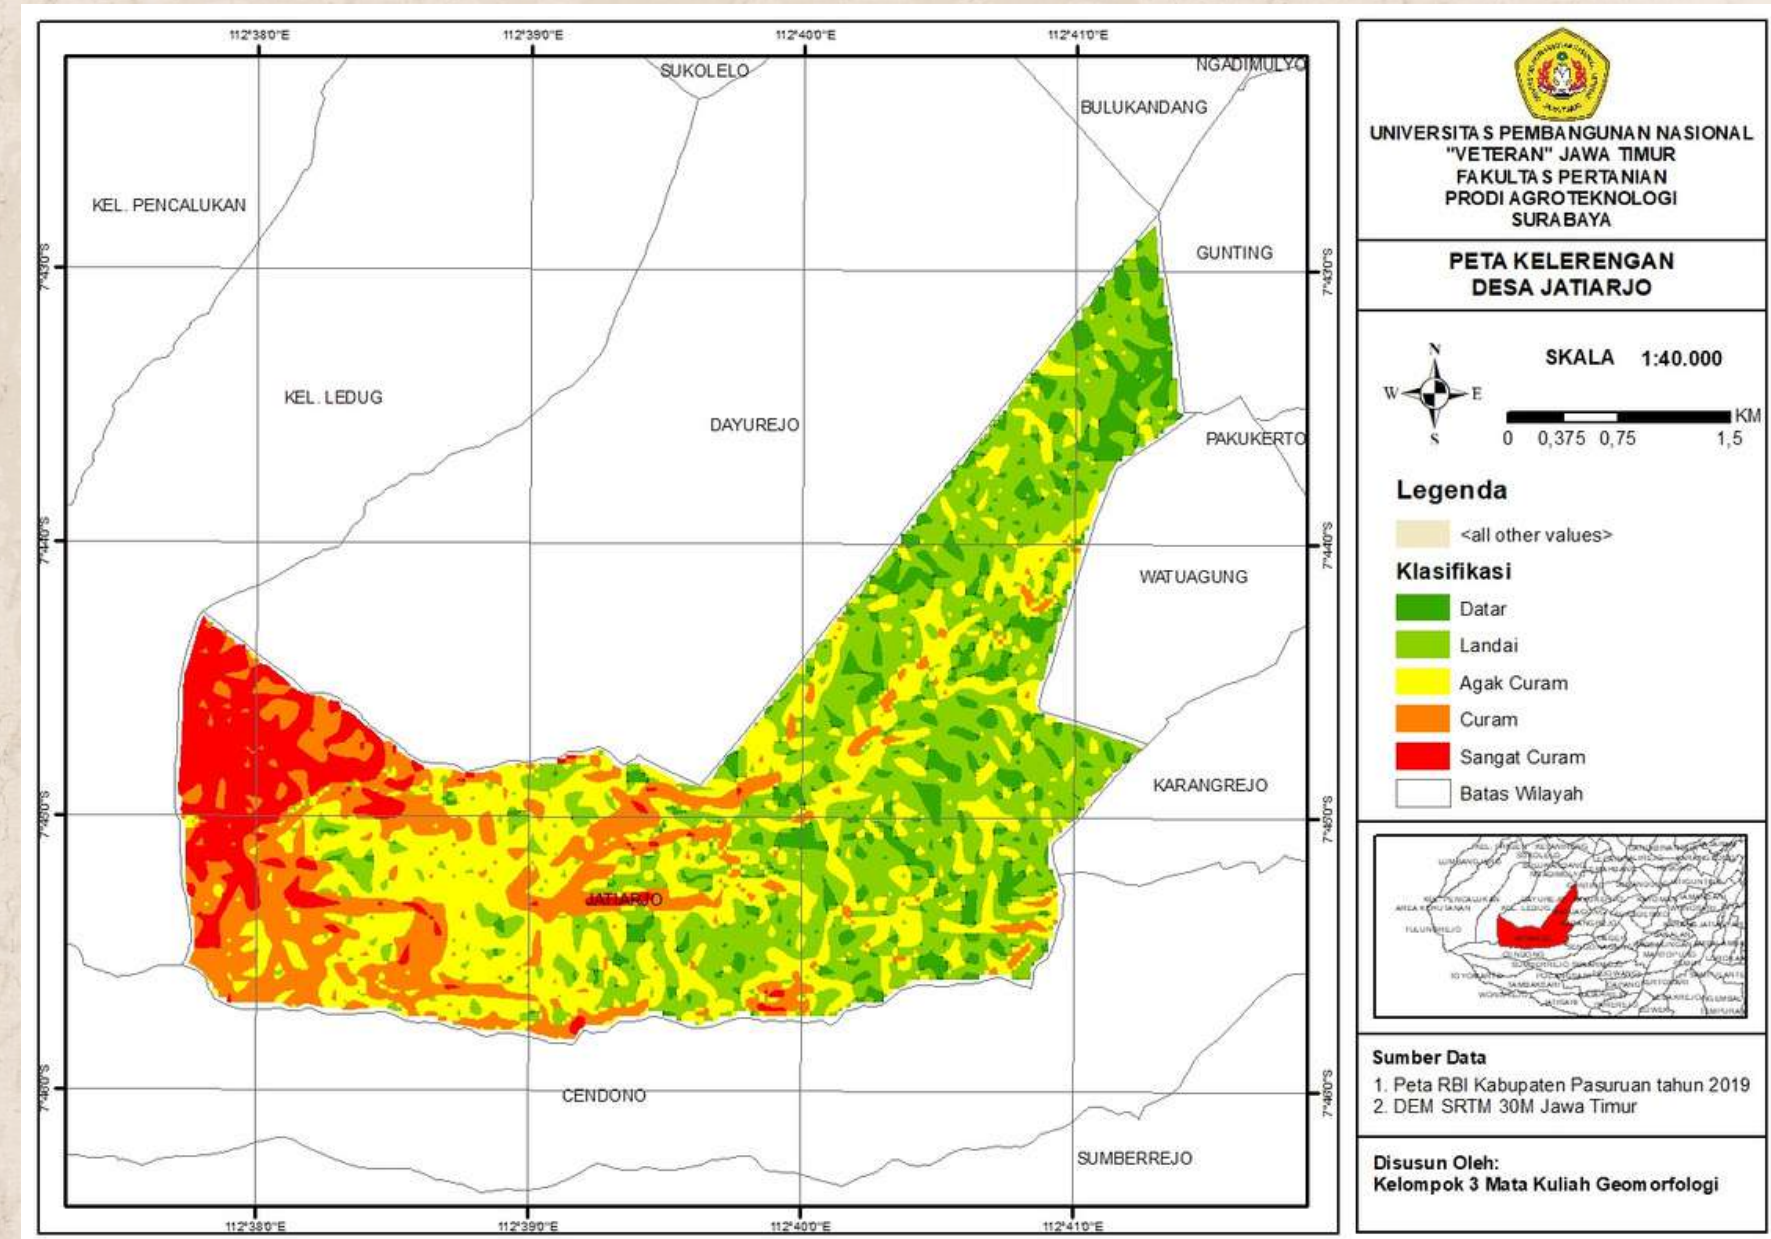 112°38'0"E
112°39'0"E
112°40'0"E
112°41'0"E
SUKOLELO
NGADIMULYO
BULUKANDANG
KEL. PENCALUKAN
GUNTING
7°43'0"S
7°43'0"S
KEL. LEDUG
DAYUREJO
PAKUKERTO
7°44'0"S
7°44'0"S
WATUAGUNG
KARANGREJO
7°45'0"S
7°45'0"S
JATIARJO
7°46'0"S
7°46'0"S
CENDONO
SUMBERREJO
112°38'0"E
112°39'0"E
112°40'0"E
112°41'0"E
UNIVERSITAS PEMBANGUNAN NASIONAL
"VETERAN" JAWA TIMUR
FAKULTAS PERTANIAN
PRODI AGROTEKNOLOGI
SURABAYA
PETA KELERENGAN
DESA JATIARJO
N
W E
S
SKALA 1:40.000
KM
0 0,375 0,75 1,5
Legenda
<all other values>
Klasifikasi
Datar
Landai
Agak Curam
Curam
Sangat Curam
Batas Wilayah
Sumber Data
1. Peta RBI Kabupaten Pasuruan tahun 2019
2. DEM SRTM 30M Jawa Timur
Disusun Oleh:
Kelompok 3 Mata Kuliah Geomorfologi